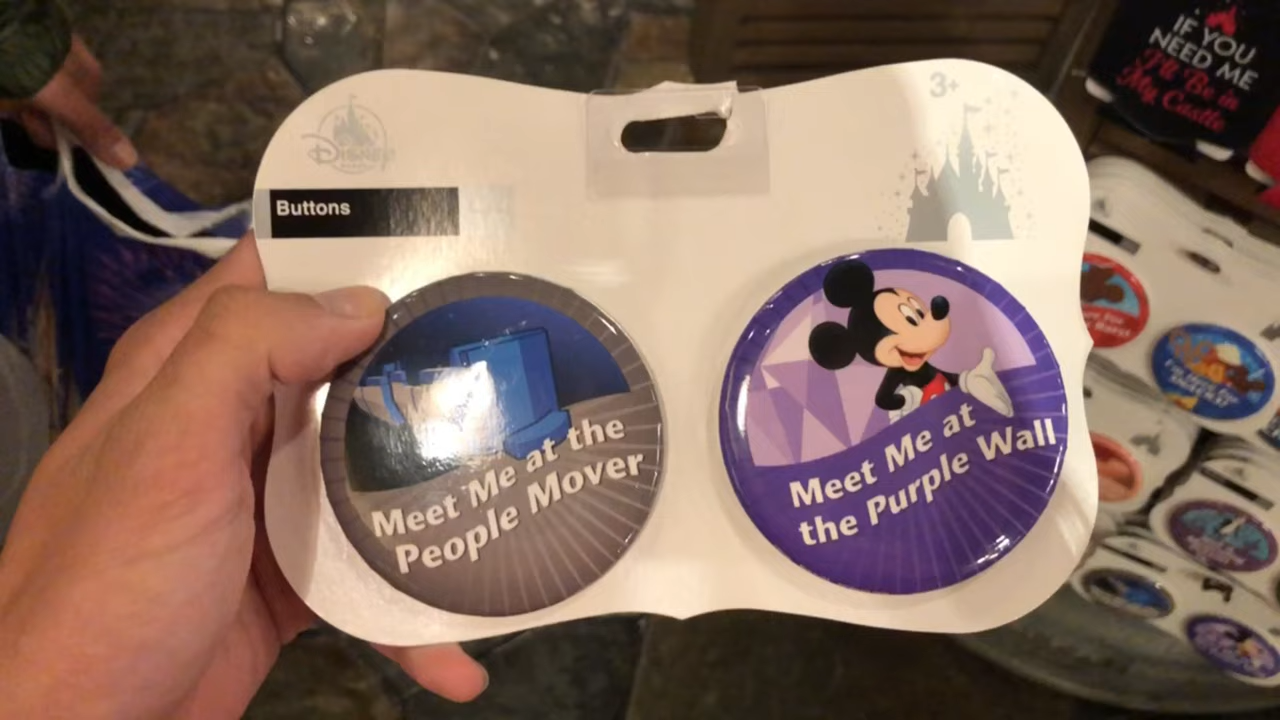 Disney
3+
Buttons
Meet Me at the
People Mover
Meet Me at
the Purple Wall
IF YOU
NEED ME
I'll Be in
My Castle